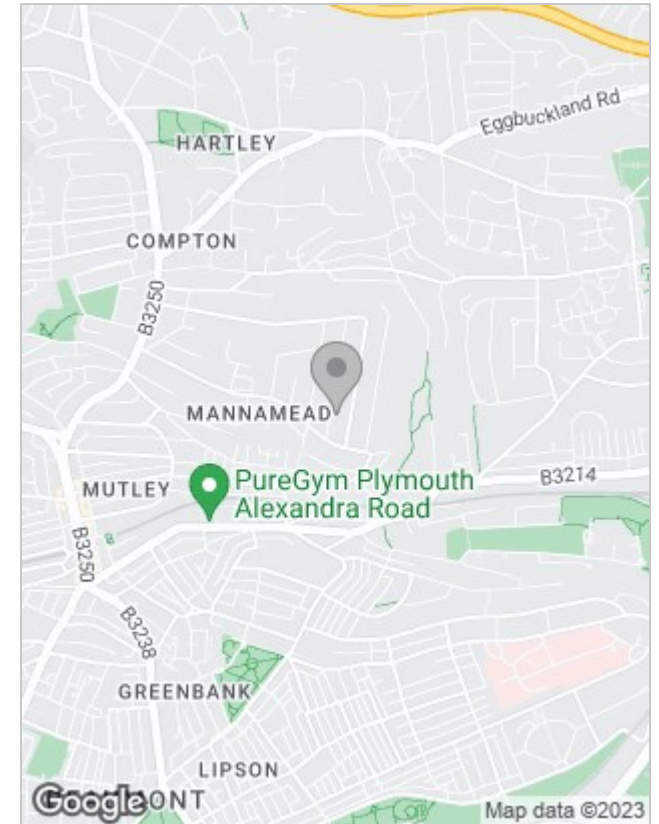 Eggbuckland Rd
HARTLEY
COMPTON
B3250
MANNAMEAD
PureGym Plymouth
Alexandra Road
B3214
MUTLEY
B3250
B3238
GREENBANK
LIPSON
Google
ONT
Map data ©2023